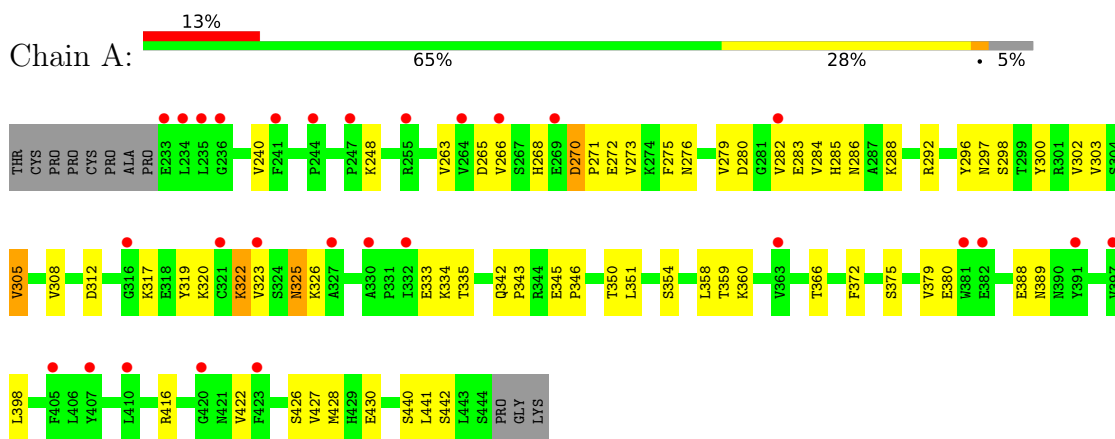 13%
Chain A:
65% 28% • 5%
THR CYS PRO PRO CYS PRO ALA PRO E233 L234 L235 G236 V240 F241 P244 P247 K248 R255 V263 V264 D265 V266 S267 H268 E269 D270 P271 E272 V273 K274 F275 N276 V279 D280 G281 V282 E283 V284 H285 N286 A287 K288 R292 Y296 N297 S298 T299 Y300 R301 V302 V303 S304
V305 V308 D312 G316 K317 E318 Y319 K320 C321 K322 V323 S324 N325 K326 A327 A330 P331 I332 E333 K334 T335 Q342 P343 R344 E345 P346 T350 L351 S354 L358 T359 K360 V363 T366 F372 S375 V379 E380 W381 E382 E388 N389 N390 Y391 V397
L398 F405 L406 Y407 L410 R416 G420 N421 V422 F423 S426 V427 M428 H429 E430 S440 L441 S442 L443 S444 PRO GLY LYS